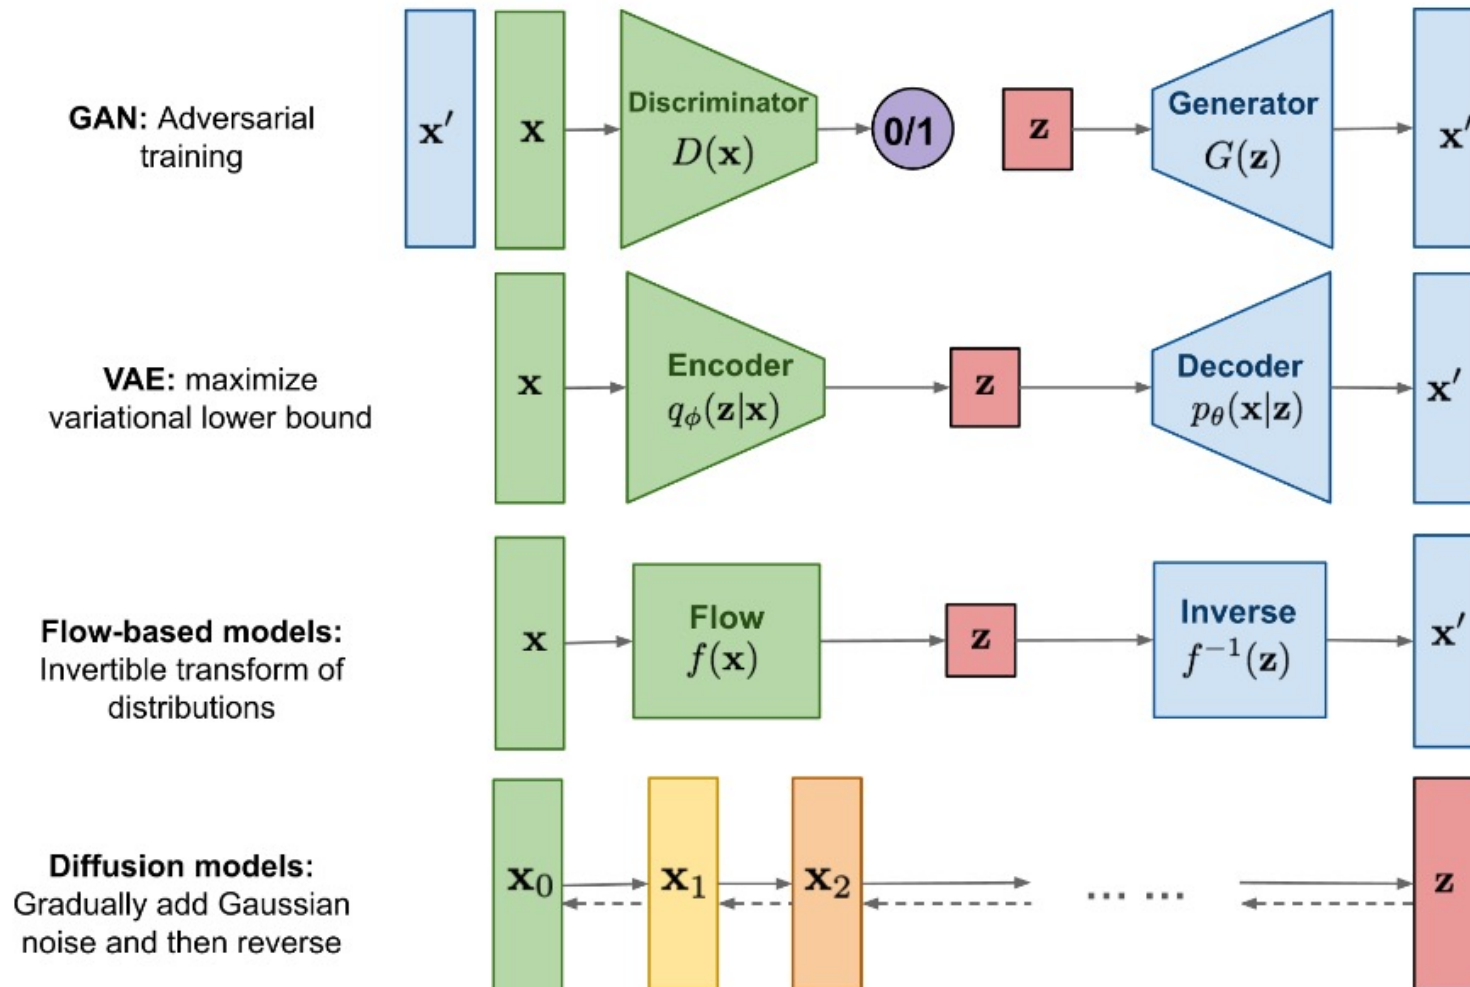 GAN: Adversarial
training
x′
x
Discriminator
D(x)
0/1
z
Generator
G(z)
x′
VAE: maximize
variational lower bound
x
Encoder
qϕ(z|x)
z
Decoder
pθ(x|z)
x′
Flow-based models:
Invertible transform of
distributions
x
Flow
f(x)
z
Inverse
f⁻¹(z)
x′
Diffusion models:
Gradually add Gaussian
noise and then reverse
x₀
x₁
x₂
... ...
z